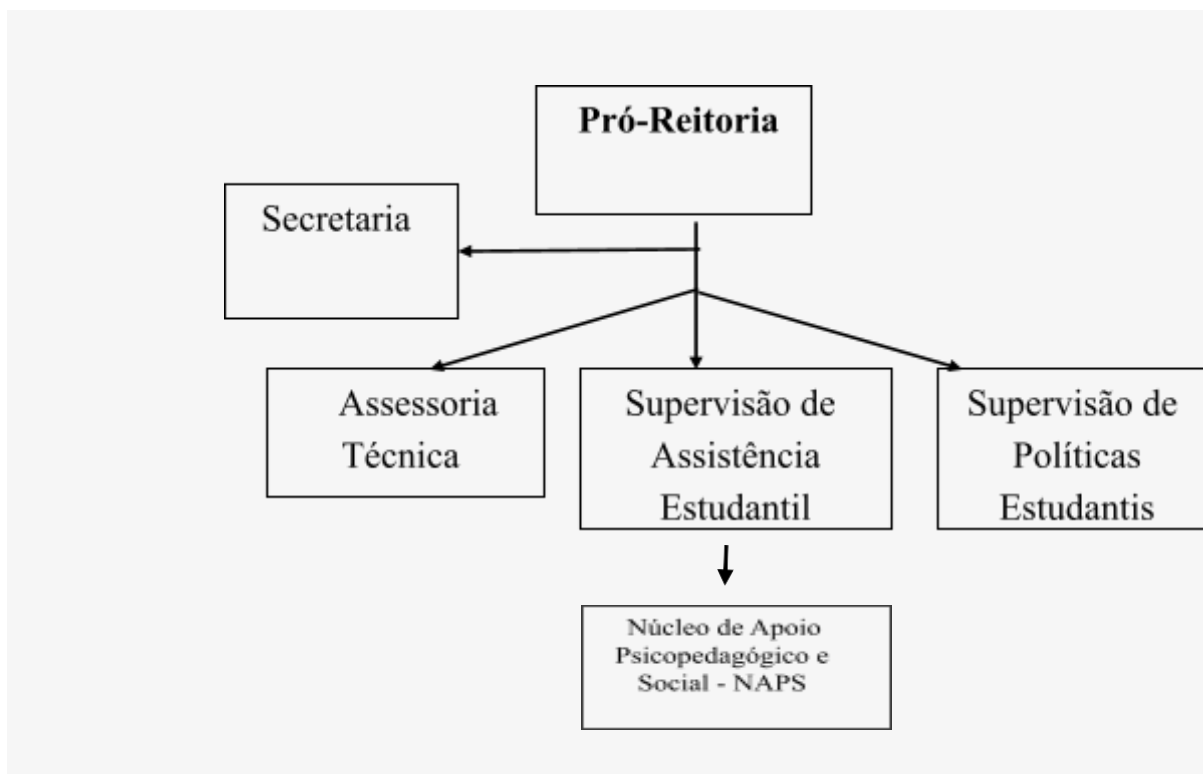 Pró-Reitoria
Secretaria
Assessoria
Técnica
Supervisão de
Assistência
Estudantil
Supervisão de
Políticas
Estudantis
Núcleo de Apoio
Psicopedagógico e
Social - NAPS